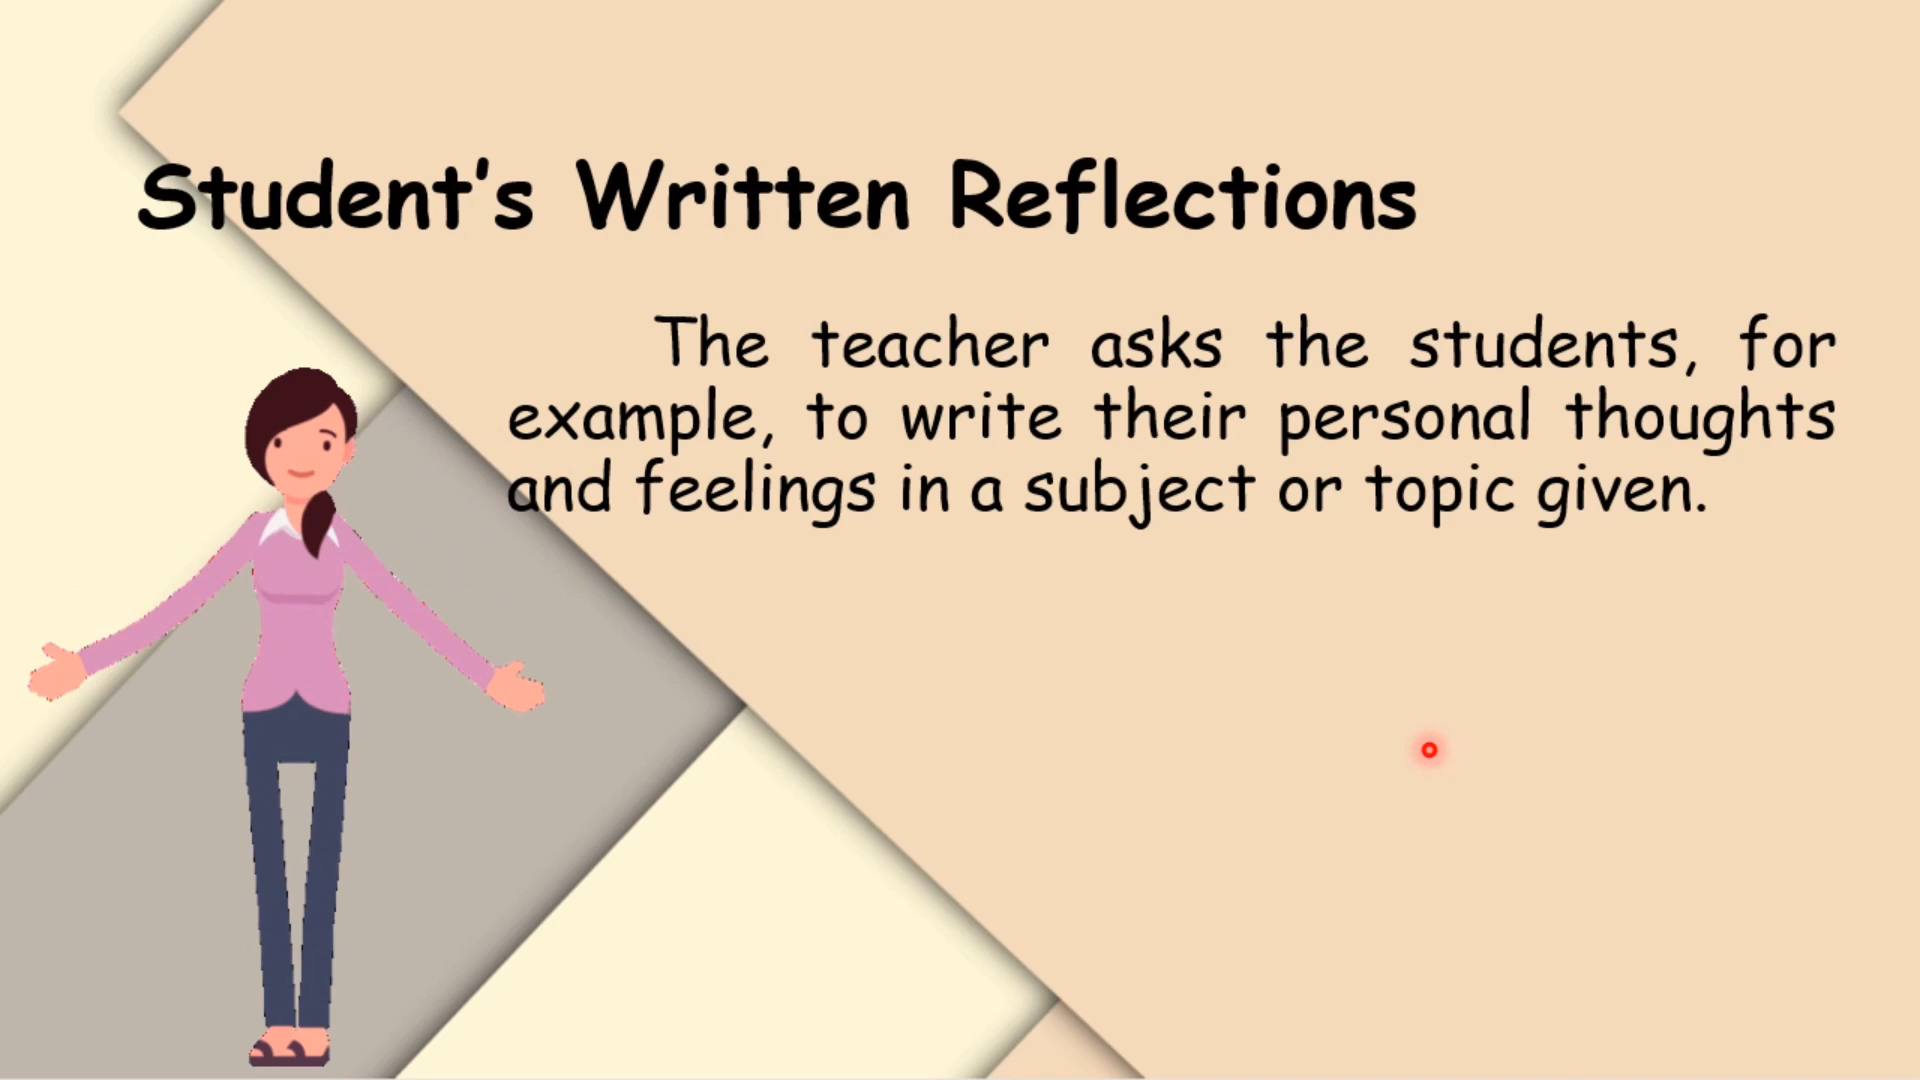 Student's Written Reflections
The teacher asks the students, for
example, to write their personal thoughts
and feelings in a subject or topic given.